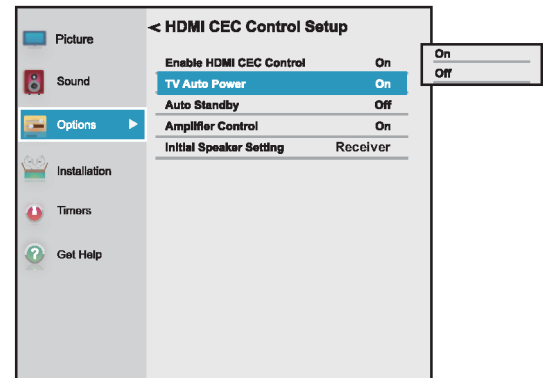 Picture
Sound
Options
Installation
Timers
Get Help
< HDMI CEC Control Setup
Enable HDMI CEC Control On
TV Auto Power On
Auto Standby Off
Amplifier Control On
Initial Speaker Setting Receiver
On
Off